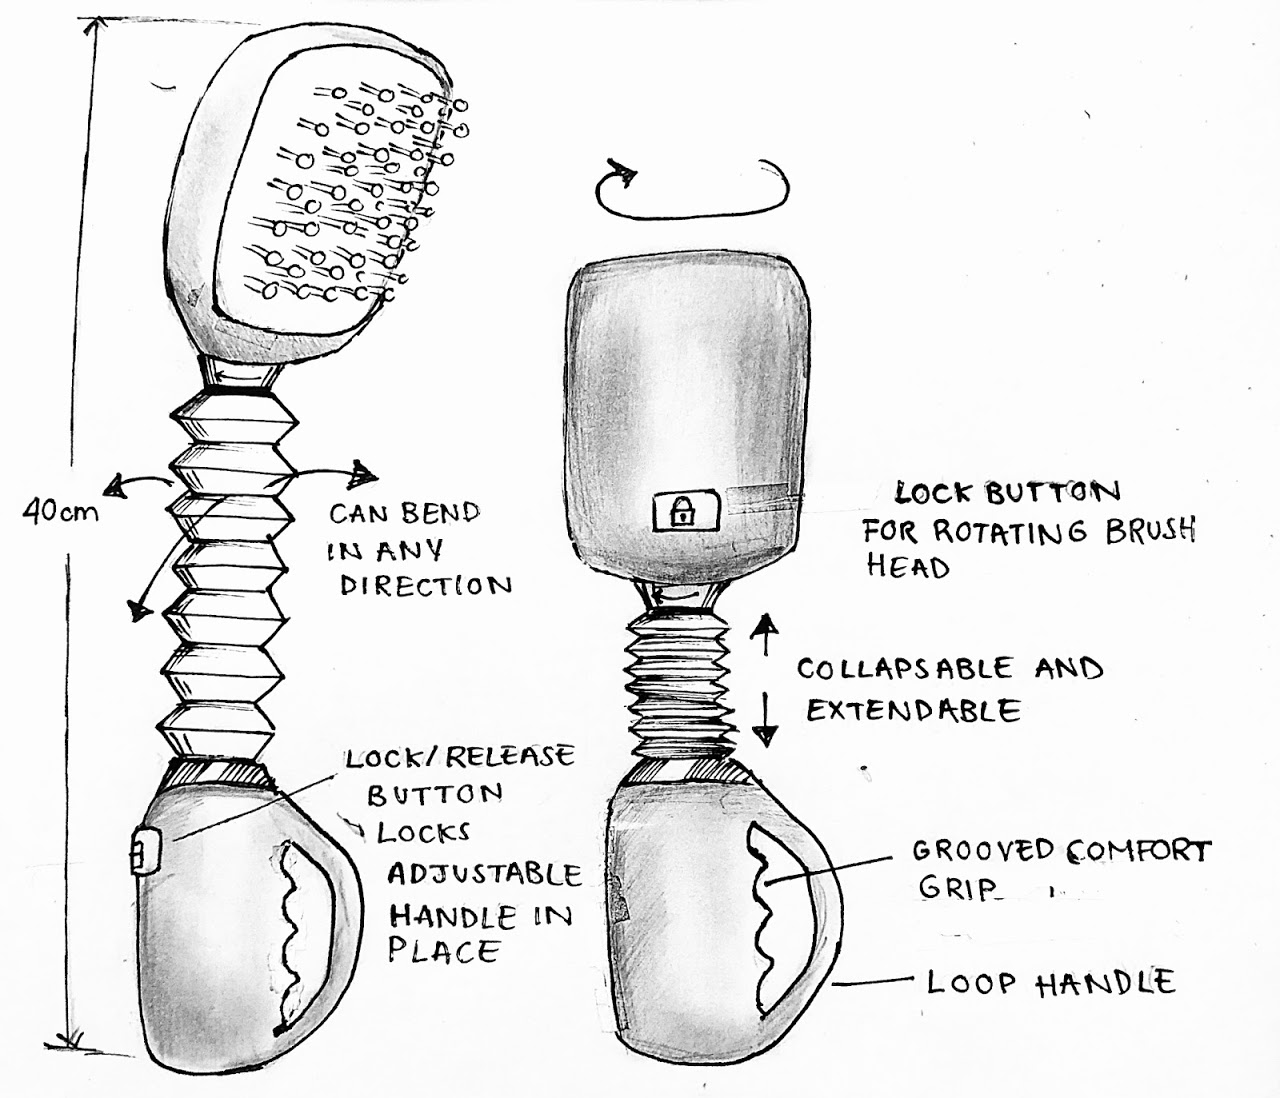 40cm
CAN BEND
IN ANY
DIRECTION
LOCK/RELEASE
BUTTON
LOCKS
ADJUSTABLE
HANDLE IN
PLACE
LOCK BUTTON
FOR ROTATING BRUSH
HEAD
COLLAPSABLE AND
EXTENDABLE
GROOVED COMFORT
GRIP
LOOP HANDLE